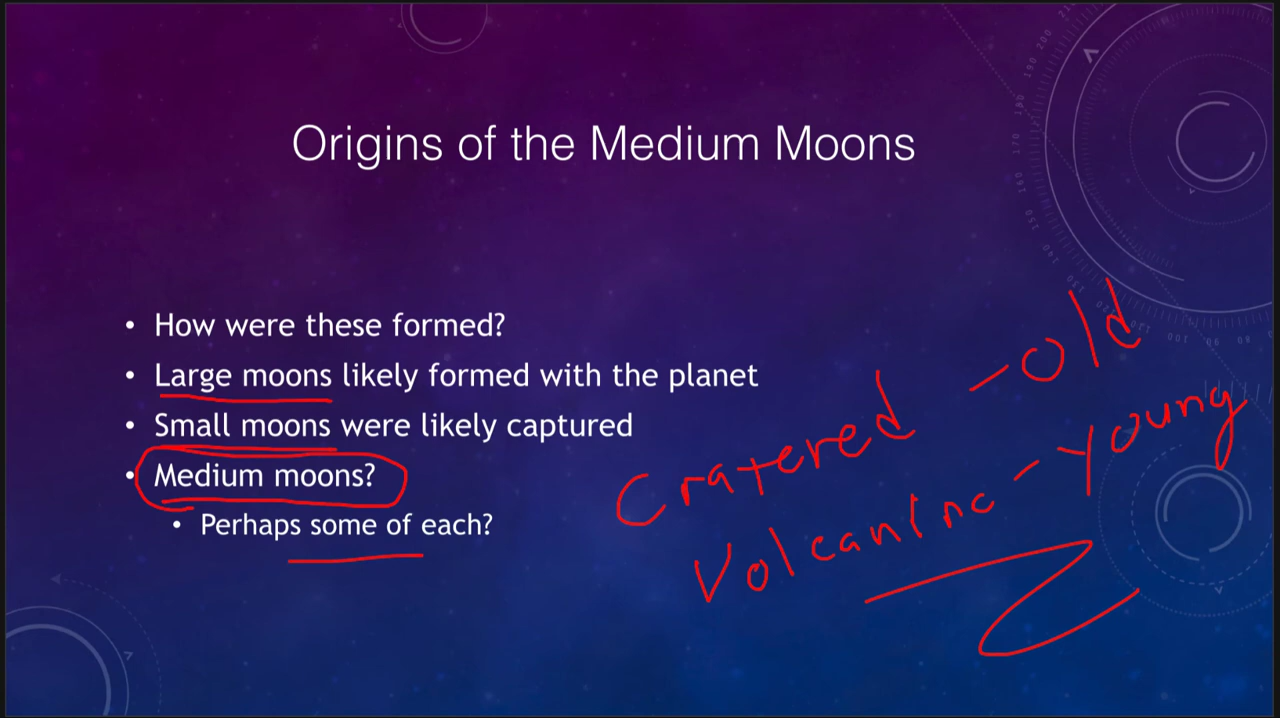 Origins of the Medium Moons
• How were these formed?
• Large moons likely formed with the planet
• Small moons were likely captured
• Medium moons?
• Perhaps some of each?
Cratered - old
Volcaninc - young